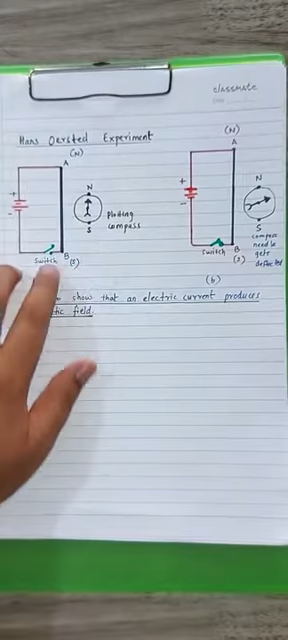 classmate
Hans Oersted Experiment
(N)
A
+
-
N
S
Plotting
compass
Switch
B
(S)
(N)
A
+
-
N
S
compass
needle
gets
deflected
Switch
B
(S)
(b)
show that an electric current produces
field.